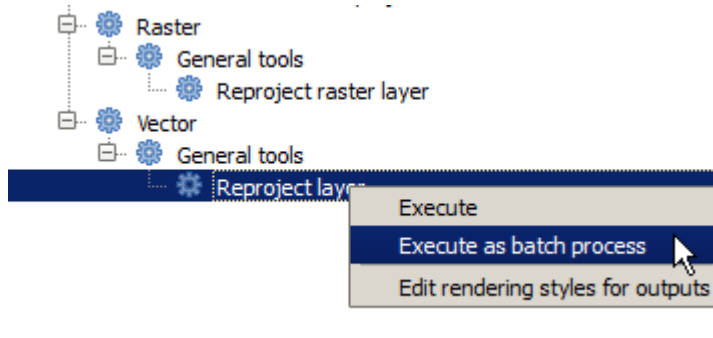 Raster
General tools
Reproject raster layer
Vector
General tools
Reproject layer
Execute
Execute as batch process
Edit rendering styles for outputs